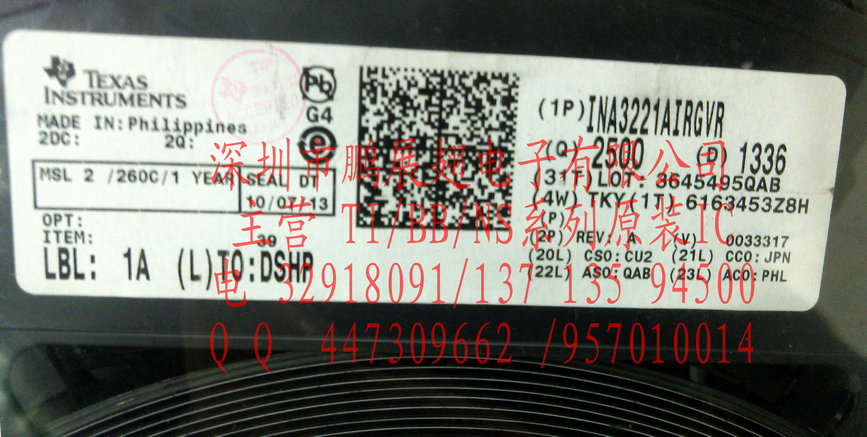 TEXAS
INSTRUMENTS
MADE IN: Philippines
2DC: 2Q:
MSL 2 /260C/1 YEAR SEAL DT
10/07/13
OPT:
ITEM: 39
LBL: 1A (L)TO:DSHP
Pb
G4
e
(1P) INA3221AIRGVR
(Q) 2500 (D) 1336
(31T) LOT: 3645495QAB
(4W) TKY(1T) 6163453Z8H
(P)
(2P) REV: A (V) 0033317
(20L) CSO:CU2 (21L) CCO:JPN
(22L) ASO:QAB (23L) ACO:PHL
深圳市鹏展翅电子有限公司
主营 TI/BB/NS系列原装IC
电 32918091/137 135 94500
QQ 447309662 /957010014